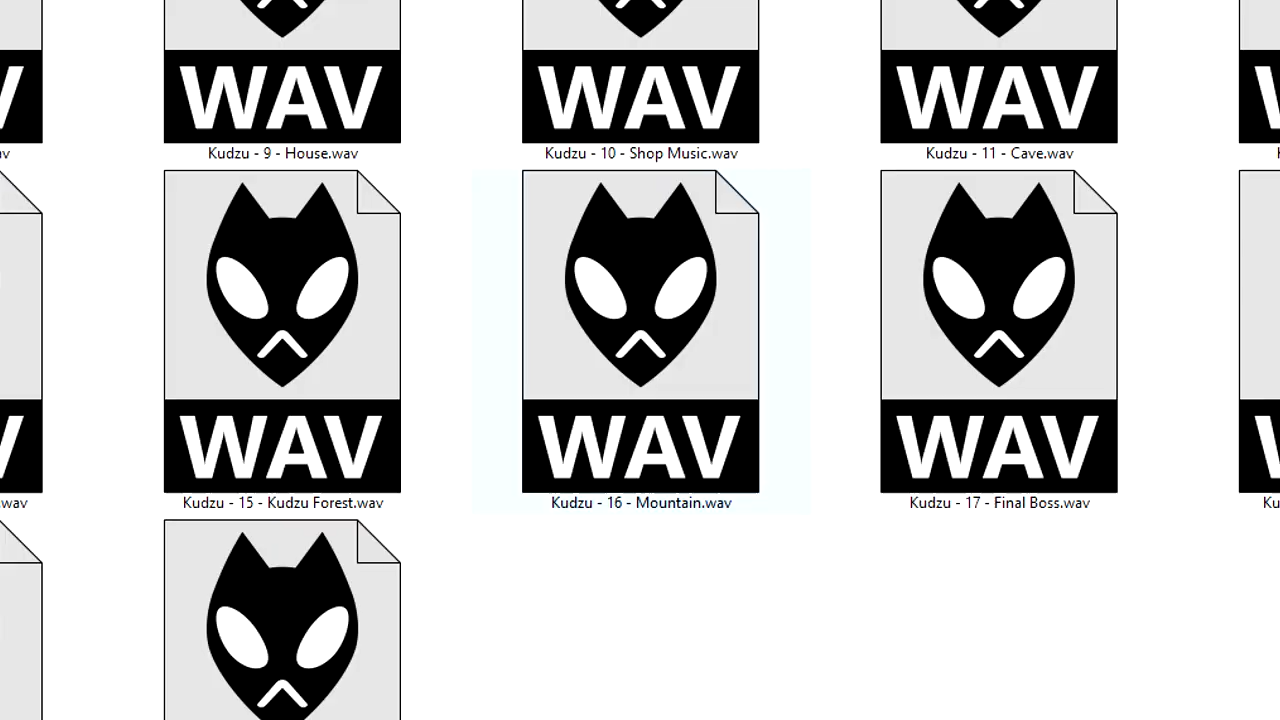 WAV
WAV
WAV
Kudzu - 9 - House.wav
Kudzu - 10 - Shop Music.wav
Kudzu - 11 - Cave.wav
WAV
WAV
WAV
.wav
Kudzu - 15 - Kudzu Forest.wav
Kudzu - 16 - Mountain.wav
Kudzu - 17 - Final Boss.wav